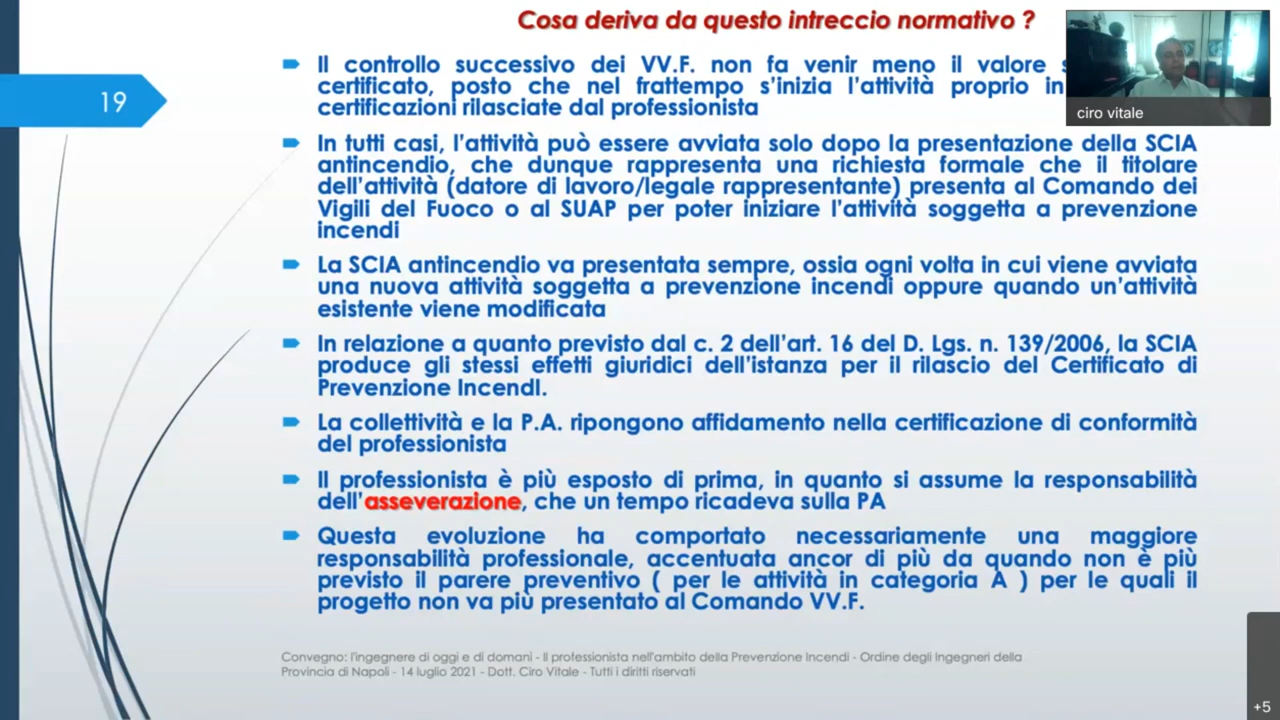 Cosa deriva da questo intreccio normativo ?
19
ciro vitale
Il controllo successivo dei VV.F. non fa venir meno il valore
certificato, posto che nel frattempo s'inizia l'attività proprio in
certificazioni rilasciate dal professionista
In tutti casi, l'attività può essere avviata solo dopo la presentazione della SCIA
antincendio, che dunque rappresenta una richiesta formale che il titolare
dell'attività (datore di lavoro/legale rappresentante) presenta al Comando dei
Vigili del Fuoco o al SUAP per poter iniziare l'attività soggetta a prevenzione
incendi
La SCIA antincendio va presentata sempre, ossia ogni volta in cui viene avviata
una nuova attività soggetta a prevenzione incendi oppure quando un'attività
esistente viene modificata
In relazione a quanto previsto dal c. 2 dell'art. 16 del D. Lgs. n. 139/2006, la SCIA
produce gli stessi effetti giuridici dell'istanza per il rilascio del Certificato di
Prevenzione IncendI.
La collettività e la P.A. ripongono affidamento nella certificazione di conformità
del professionista
Il professionista è più esposto di prima, in quanto si assume la responsabilità
dell'asseverazione, che un tempo ricadeva sulla PA
Questa evoluzione ha comportato necessariamente una maggiore
responsabilità professionale, accentuata ancor di più da quando non è più
previsto il parere preventivo ( per le attività in categoria A ) per le quali il
progetto non va più presentato al Comando VV.F.
Convegno: l'ingegnere di oggi e di domani - Il professionista nell'ambito della Prevenzione Incendi - Ordine degli Ingegneri della
Provincia di Napoli - 14 luglio 2021 - Dott. Ciro Vitale - Tutti i diritti riservati
+5